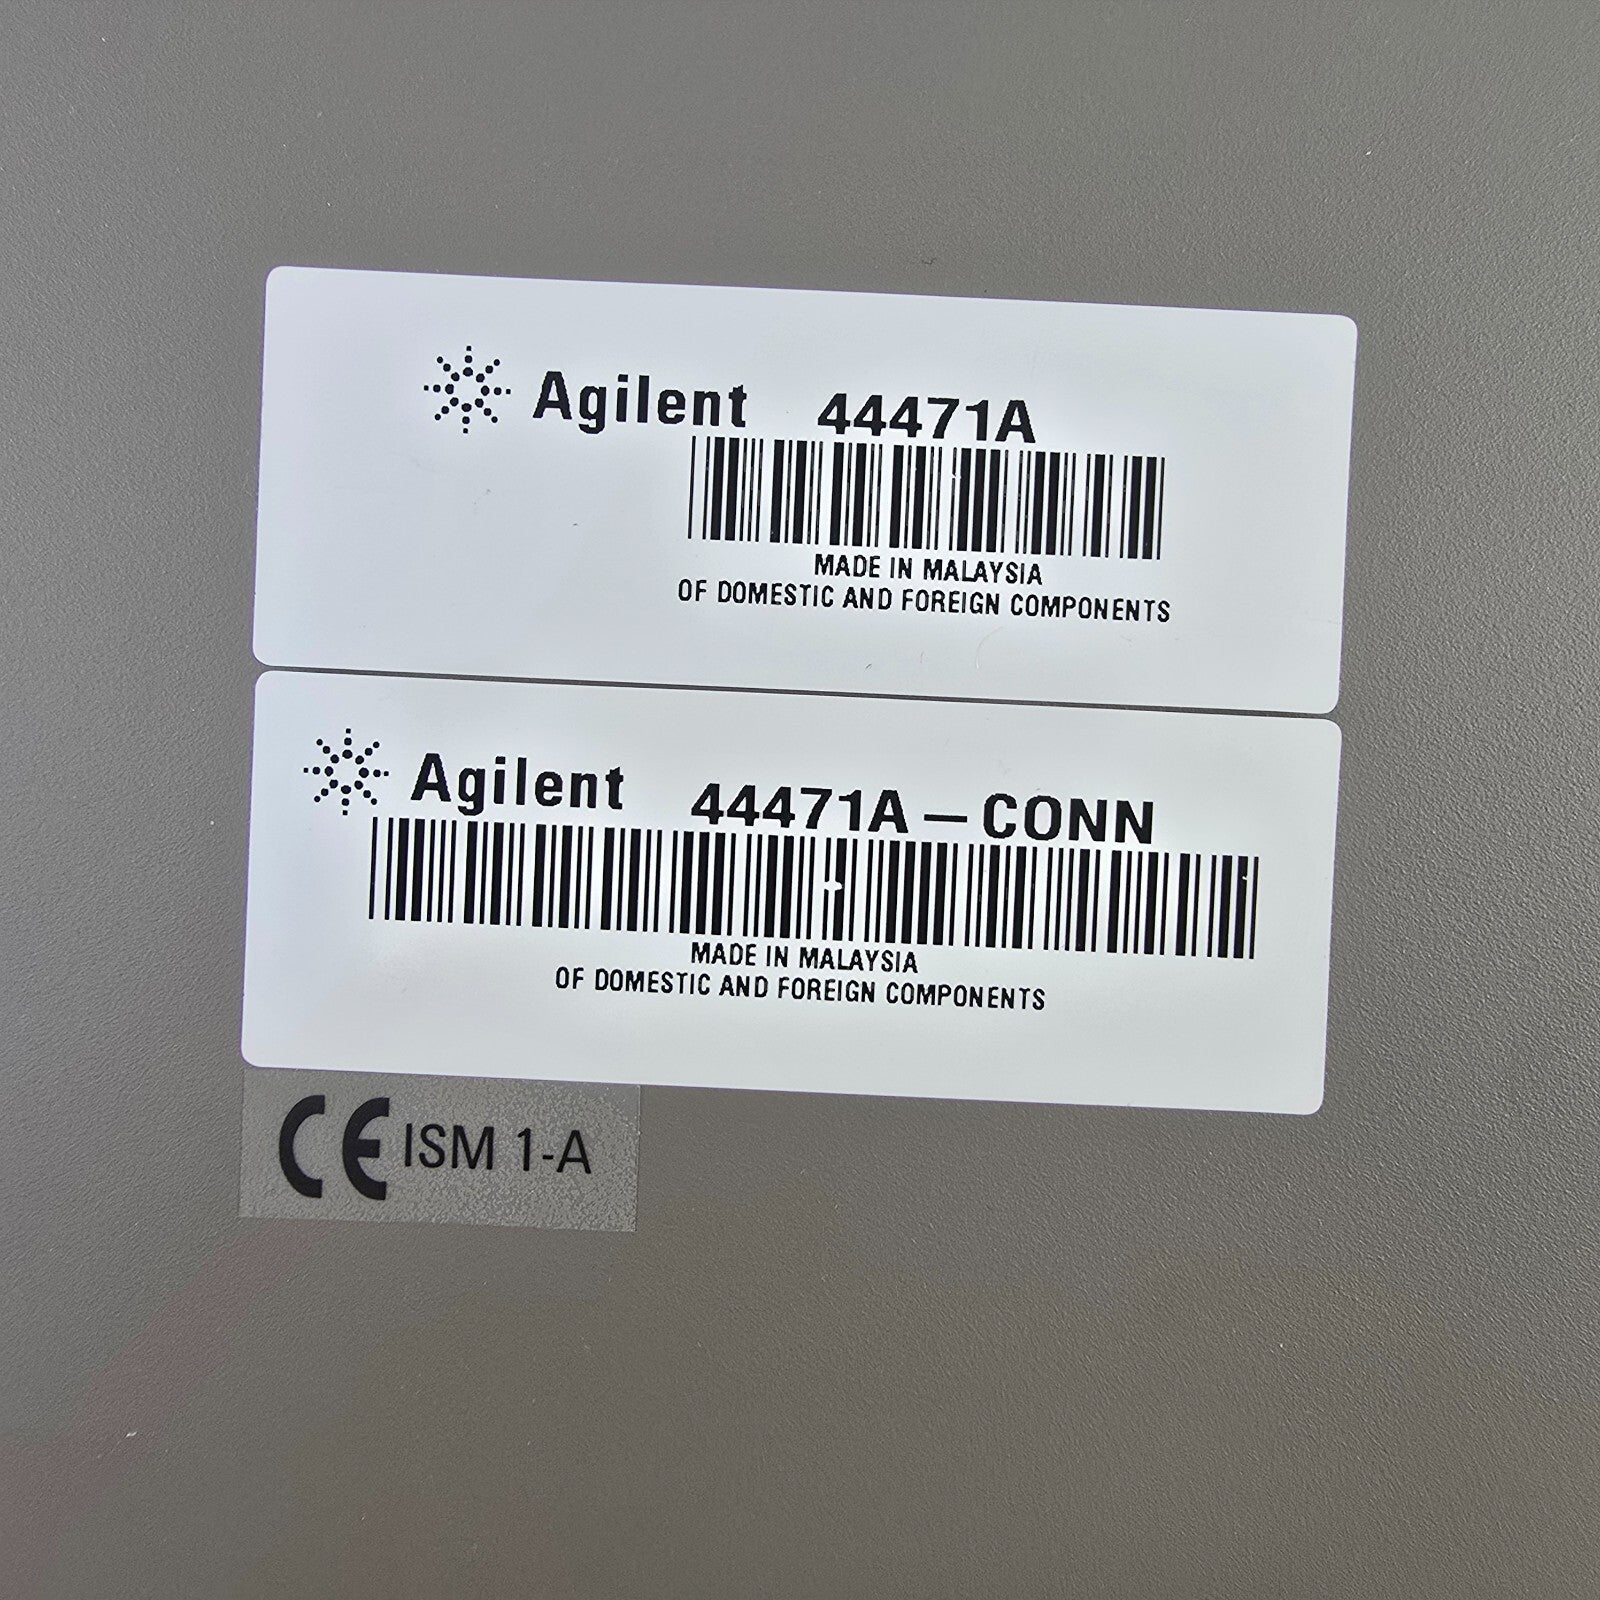 Agilent 44471A
MADE IN MALAYSIA
OF DOMESTIC AND FOREIGN COMPONENTS
Agilent 44471A – CONN
MADE IN MALAYSIA
OF DOMESTIC AND FOREIGN COMPONENTS
CE ISM 1-A